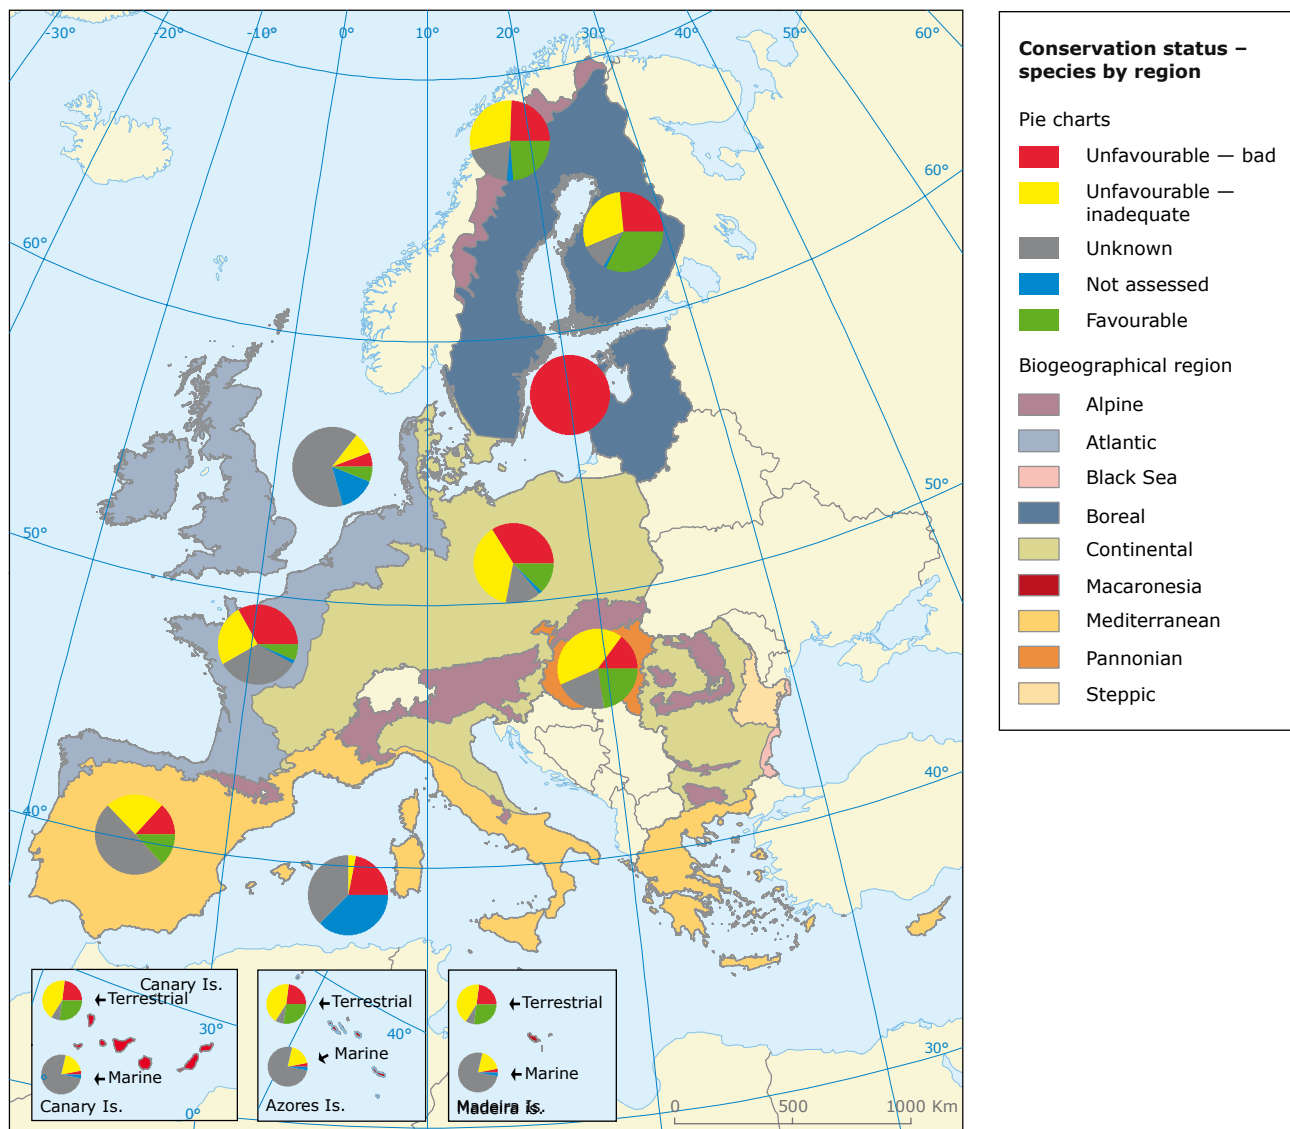 -30°
-20°
-10°
0°
10°
20°
30°
40°
50°
60°
60°
60°
50°
50°
40°
40°
30°
Canary Is.
Terrestrial
30°
Marine
Canary Is.
0°
Terrestrial
40°
Marine
Azores Is.
Terrestrial
Marine
Madeira Is.
Madeira is.
0 500 1000 Km
Conservation status –
species by region
Pie charts
Unfavourable — bad
Unfavourable —
inadequate
Unknown
Not assessed
Favourable
Biogeographical region
Alpine
Atlantic
Black Sea
Boreal
Continental
Macaronesia
Mediterranean
Pannonian
Steppic